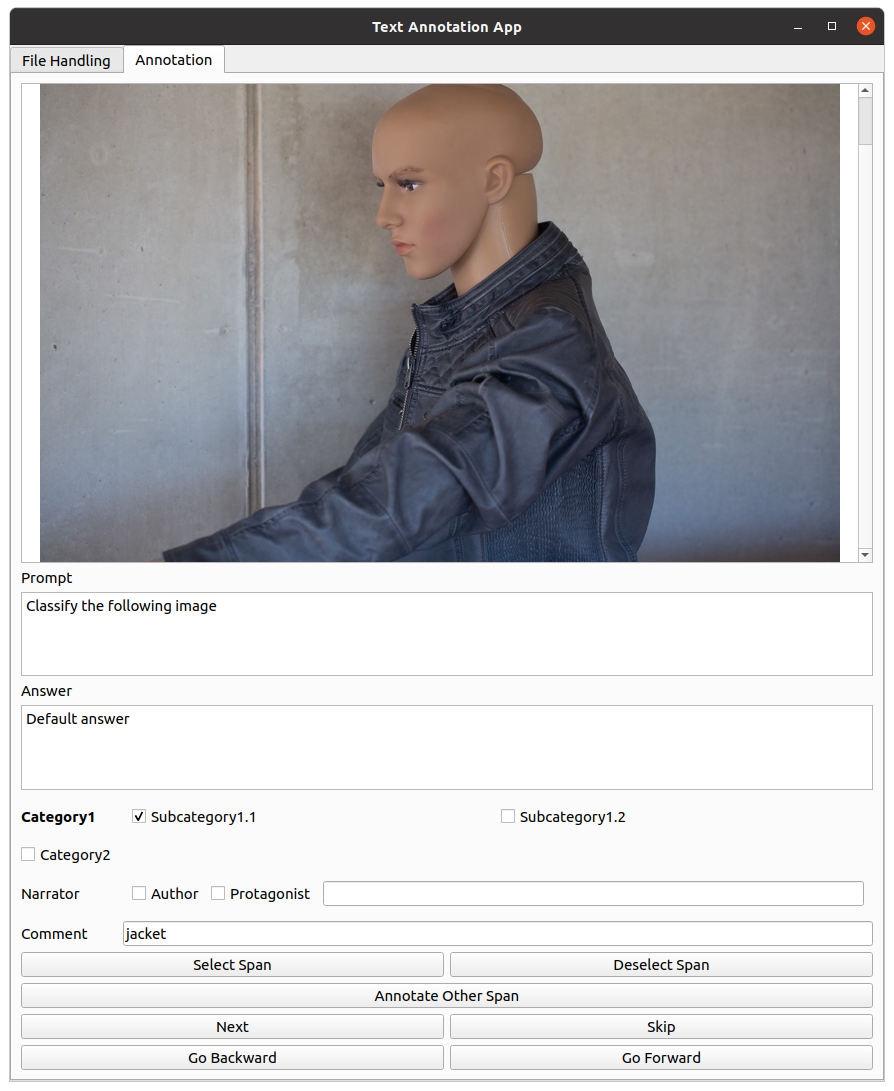 Text Annotation App
File Handling
Annotation
Prompt
Classify the following image
Answer
Default answer
Category1 Subcategory1.1 Subcategory1.2
Category2
Narrator Author Protagonist
Comment jacket
Select Span Deselect Span
Annotate Other Span
Next Skip
Go Backward Go Forward